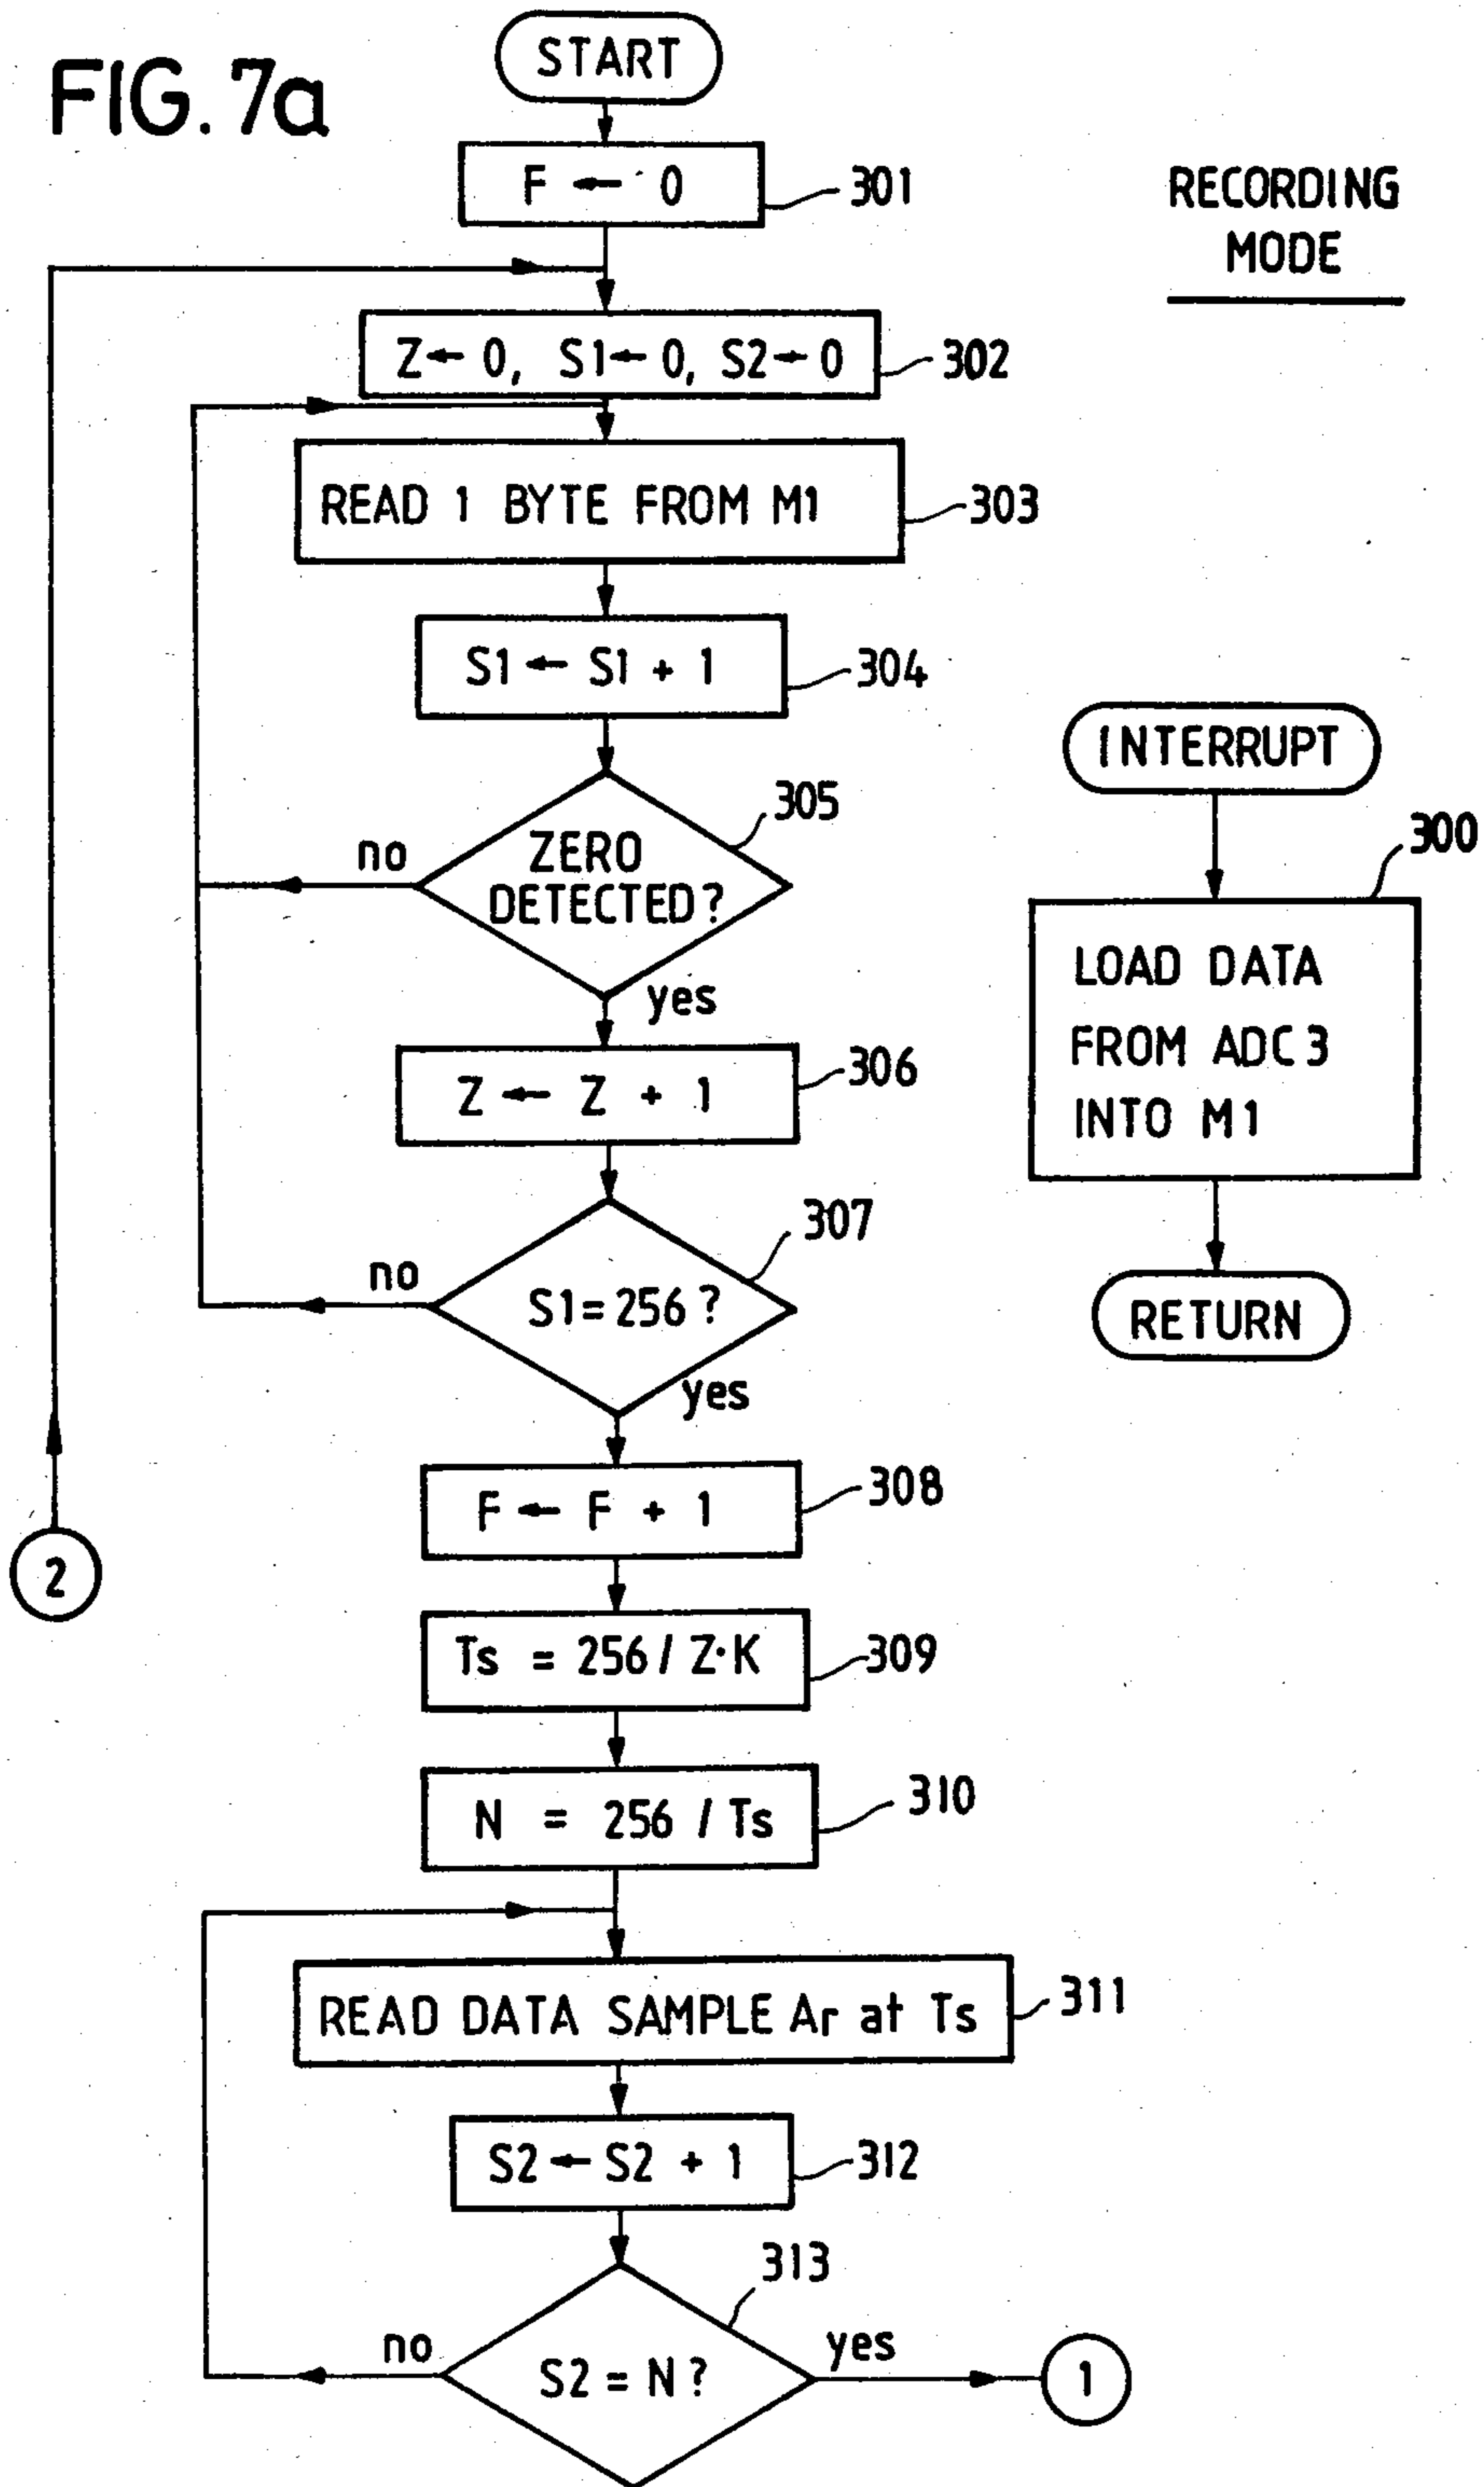 FIG. 7a
START
F ← 0
301
RECORDING
MODE
Z ← 0, S1 ← 0, S2 ← 0
302
READ 1 BYTE FROM M1
303
S1 ← S1 + 1
304
ZERO
DETECTED?
305
no
yes
Z ← Z + 1
306
S1 = 256 ?
307
no
yes
F ← F + 1
308
2
Ts = 256 / Z·K
309
N = 256 / Ts
310
READ DATA SAMPLE Ar at Ts
311
S2 ← S2 + 1
312
S2 = N ?
313
no
yes
1
INTERRUPT
300
LOAD DATA
FROM ADC 3
INTO M1
RETURN